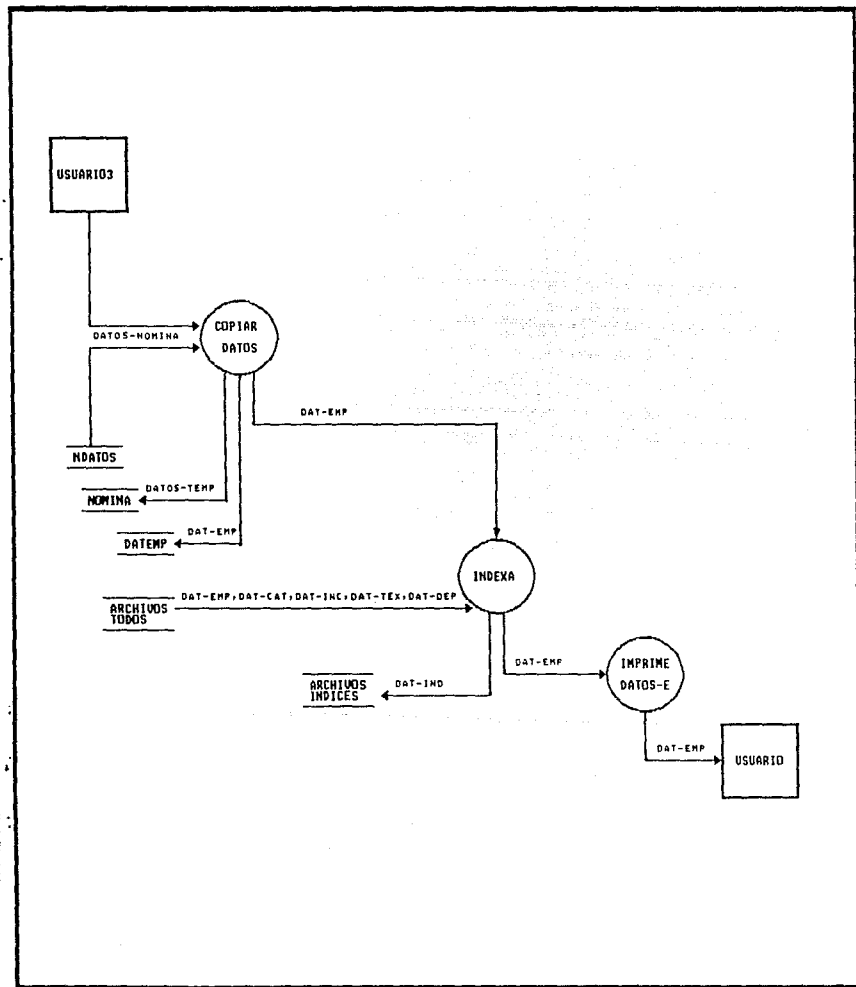 USUARIO3
COPIAR
DATOS
DATOS-NOMINA
DAT-EMP
NDATOS
DATOS-TEMP
NOMINA
DAT-EMP
DATEMP
INDEXA
DAT-EMP,DAT-CAT,DAT-INC,DAT-TEX,DAT-DEP
ARCHIVOS
TODOS
DAT-EMP
IMPRIME
DATOS-E
ARCHIVOS
INDICES
DAT-IND
DAT-EMP
USUARIO